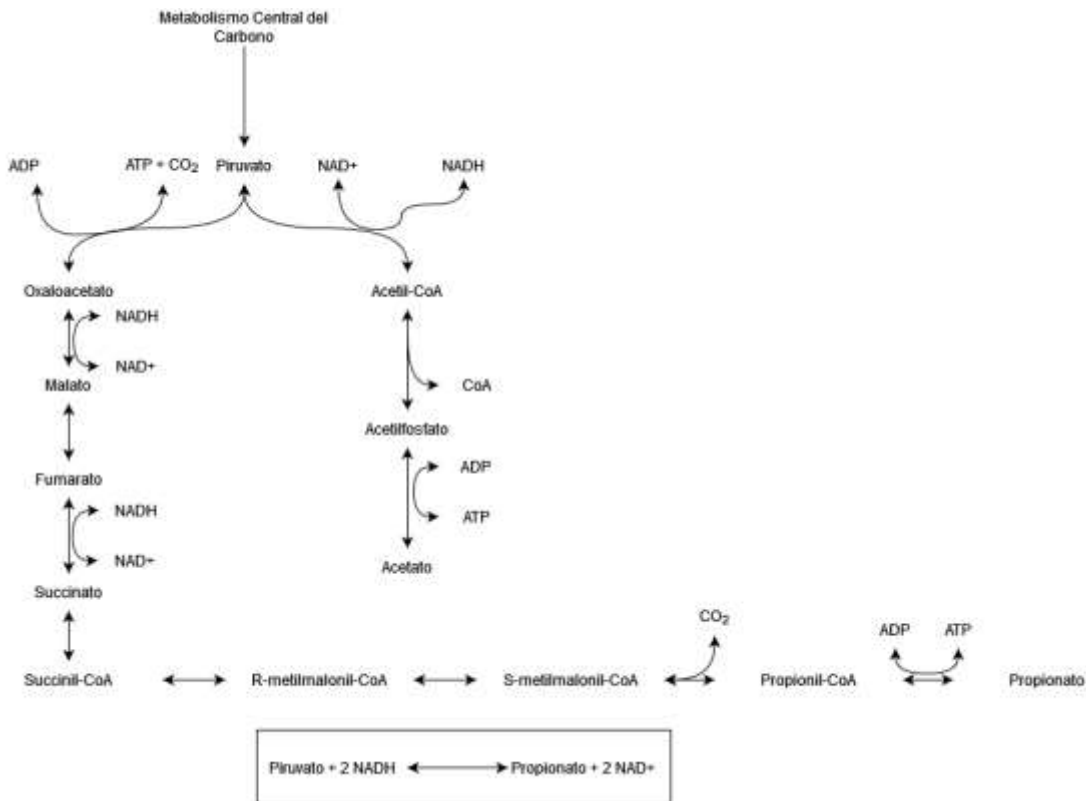 Metabolismo Central del
Carbono
ADP
ATP + CO₂
Piruvato
NAD+
NADH
Oxaloacetato
Acetil-CoA
NADH
NAD+
Malato
CoA
Acetilfosfato
Fumarato
ADP
NADH
ATP
NAD+
Acetato
Succinato
CO₂
ADP
ATP
Succinil-CoA
R-metilmalonil-CoA
S-metilmalonil-CoA
Propionil-CoA
Propionato
Piruvato + 2 NADH
Propionato + 2 NAD+